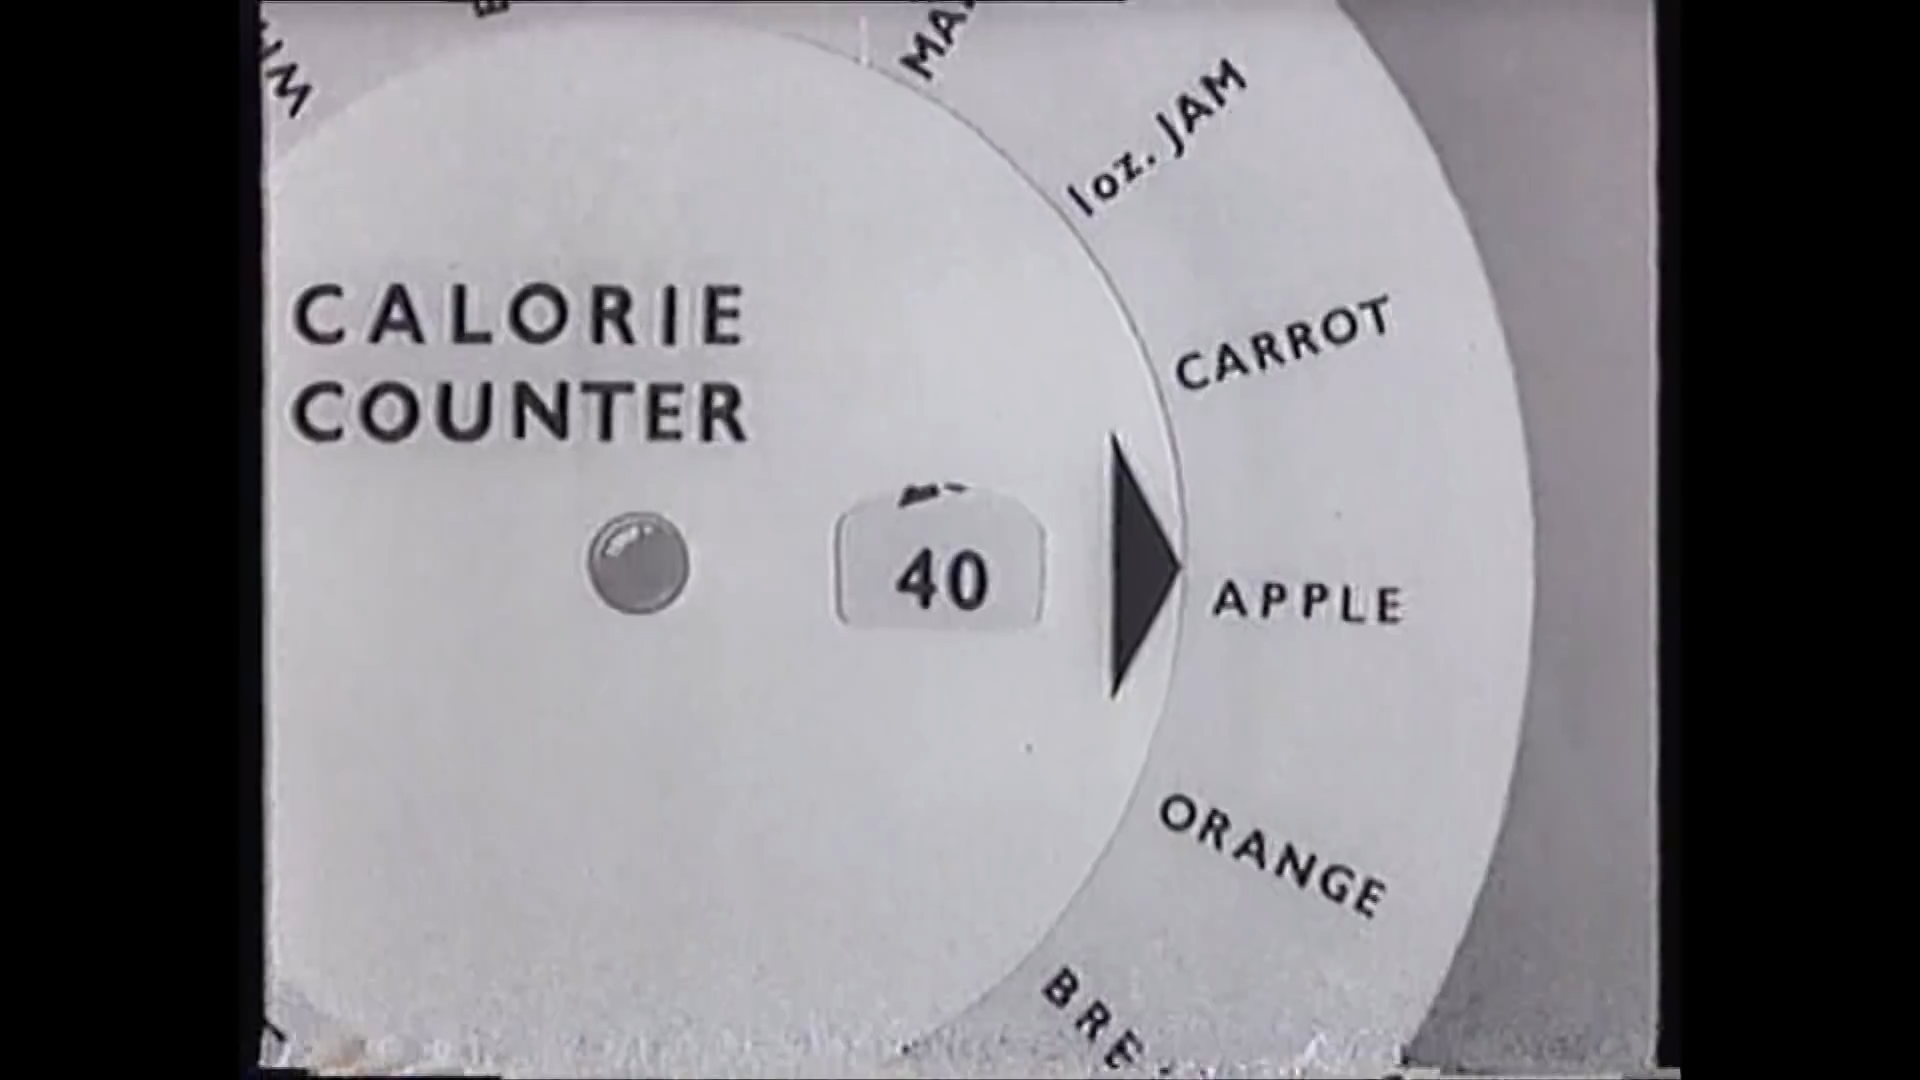 CALORIE
COUNTER
40
1oz. JAM
CARROT
APPLE
ORANGE